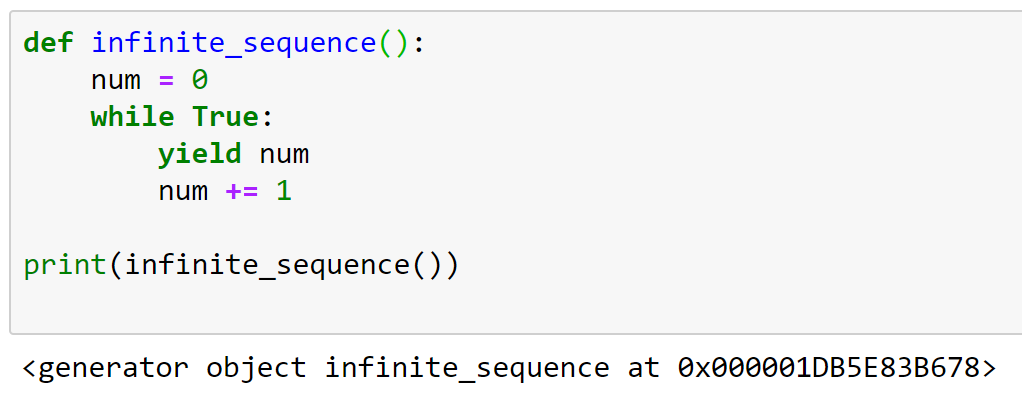 def infinite_sequence():
    num = 0
    while True:
        yield num
        num += 1
print(infinite_sequence())
<generator object infinite_sequence at 0x000001DB5E83B678>